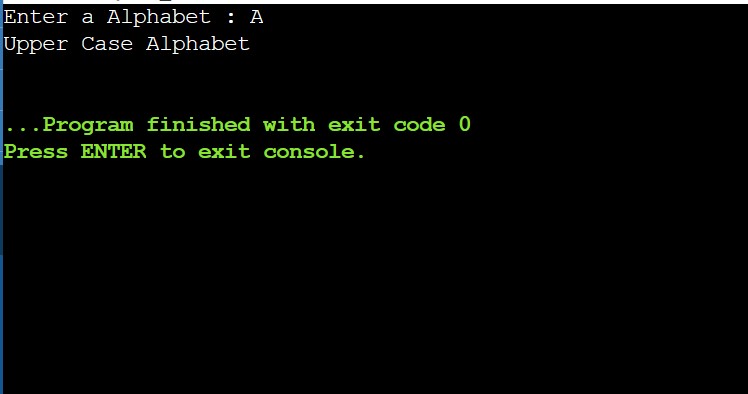 Enter a Alphabet : A
Upper Case Alphabet
...Program finished with exit code 0
Press ENTER to exit console.